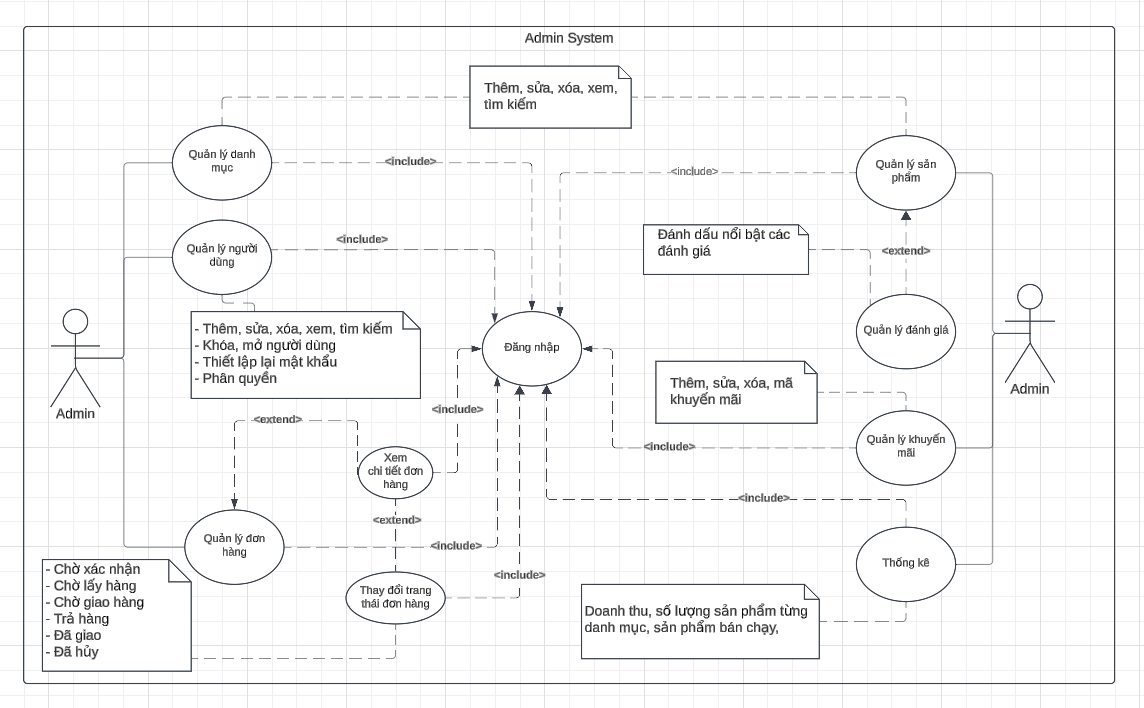 Admin System
Thêm, sửa, xóa, xem,
tìm kiếm
Quản lý danh
mục
<include>
<include>
Quản lý sản
phẩm
Quản lý người
dùng
<include>
Đánh dấu nổi bật các
đánh giá
<extend>
- Thêm, sửa, xóa, xem, tìm kiếm
- Khóa, mở người dùng
- Thiết lập lại mật khẩu
- Phân quyền
Đăng nhập
Quản lý đánh giá
Admin
Admin
Thêm, sửa, xóa, mã
khuyến mãi
<include>
<extend>
Xem
chi tiết đơn
hàng
<include>
Quản lý khuyến
mãi
<include>
<extend>
Quản lý đơn
hàng
<include>
<include>
Thay đổi trang
thái đơn hàng
Thống kê
- Chờ xác nhận
- Chờ lấy hàng
- Chờ giao hàng
- Trả hàng
- Đã giao
- Đã hủy
Doanh thu, số lượng sản phẩm từng
danh mục, sản phẩm bán chạy,